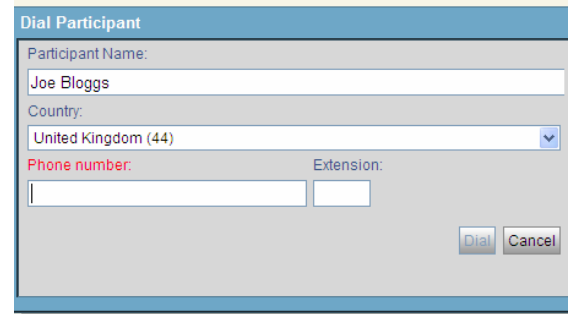 Dial Participant
Participant Name:
Joe Bloggs
Country:
United Kingdom (44)
Phone number: Extension:
Dial Cancel